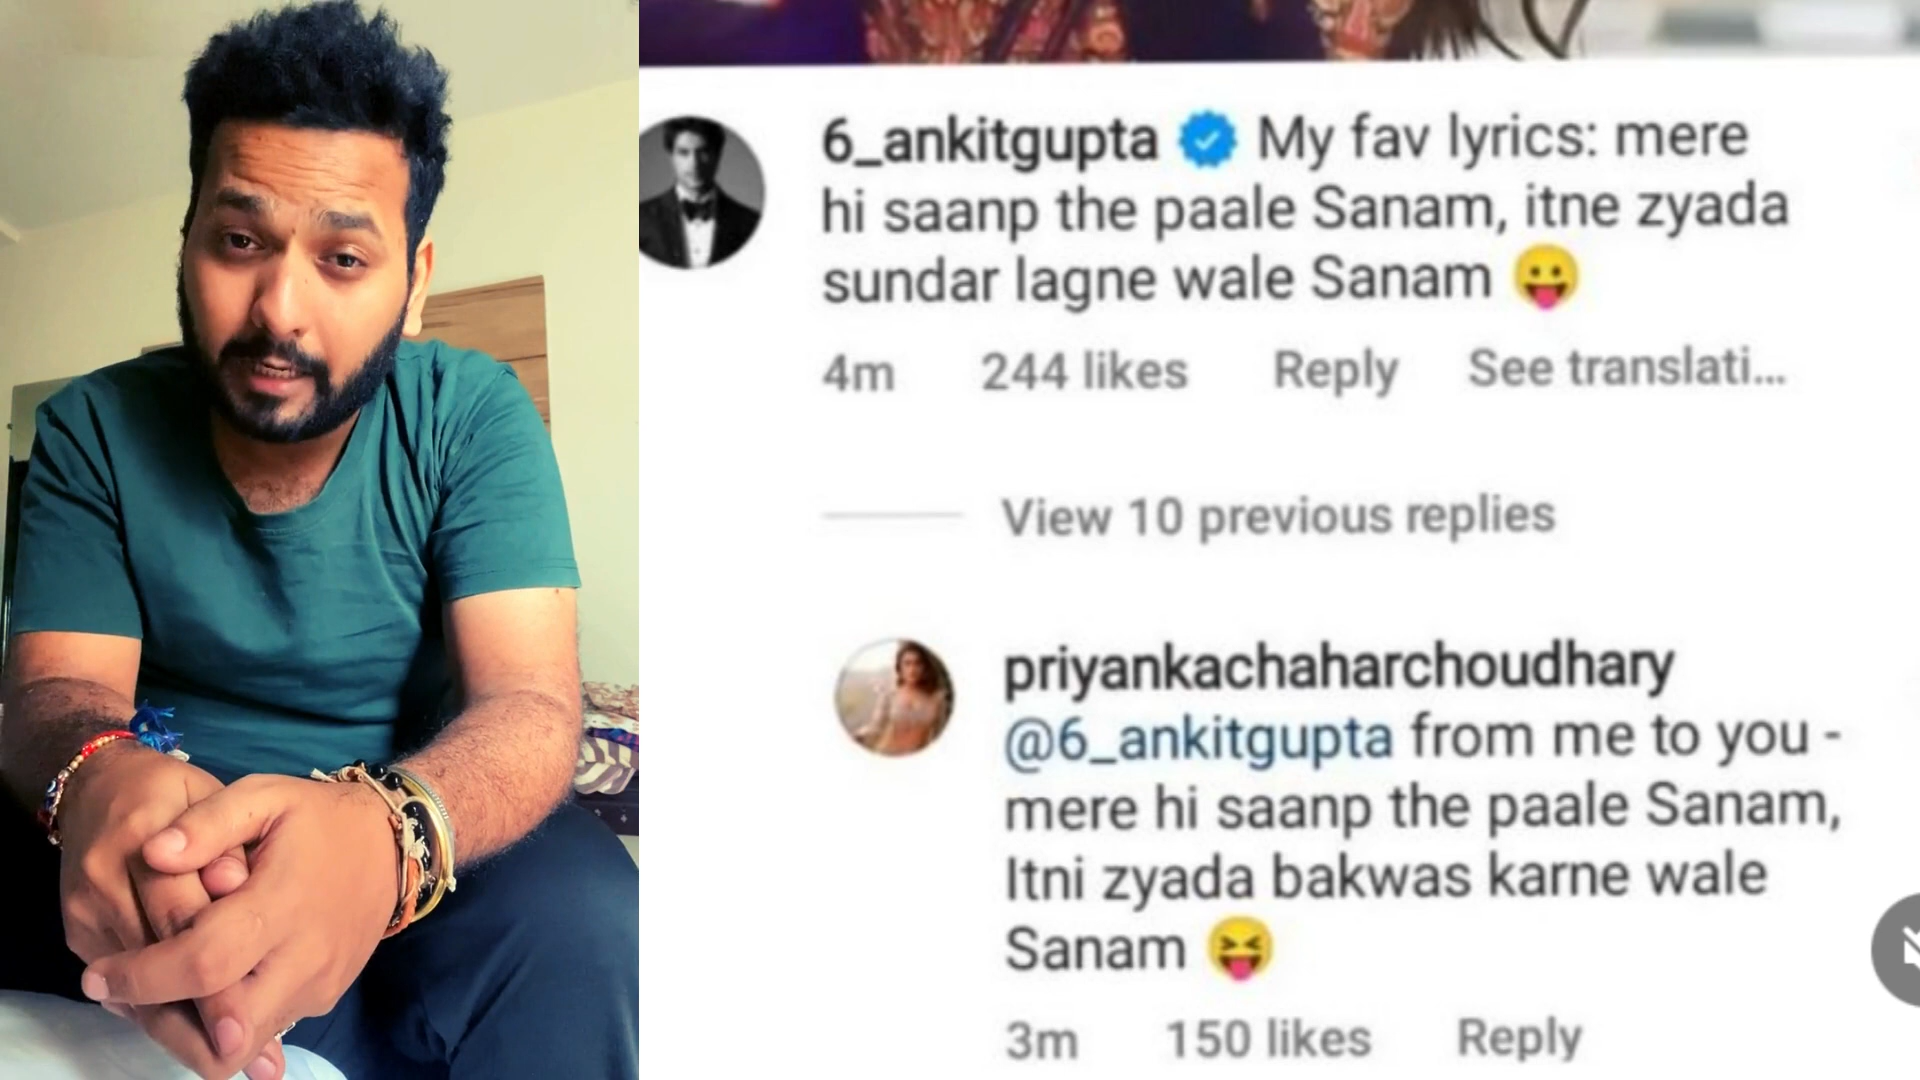 6_ankitgupta My fav lyrics: mere
hi saanp the paale Sanam, itne zyada
sundar lagne wale Sanam 😛
4m 244 likes Reply See translati...
View 10 previous replies
priyankachaharchoudhary
@6_ankitgupta from me to you -
mere hi saanp the paale Sanam,
Itni zyada bakwas karne wale
Sanam 😝
3m 150 likes Reply